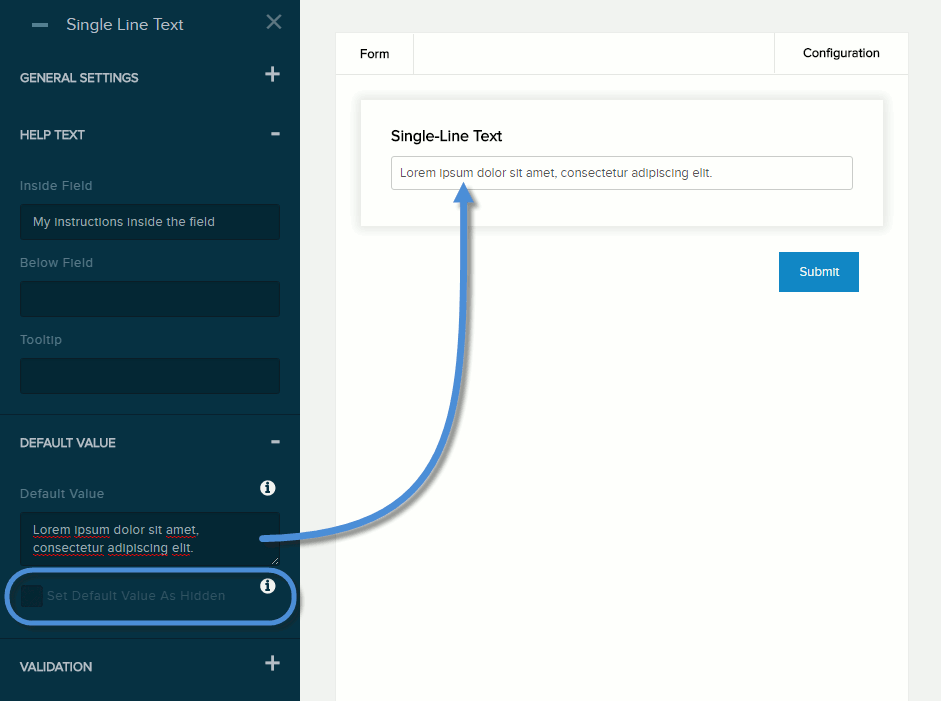 Single Line Text
GENERAL SETTINGS
HELP TEXT
Inside Field
My instructions inside the field
Below Field
Tooltip
DEFAULT VALUE
Default Value
Lorem ipsum dolor sit amet,
consectetur adipiscing elit.
Set Default Value As Hidden
VALIDATION
Form
Configuration
Single-Line Text
Lorem ipsum dolor sit amet, consectetur adipiscing elit.
Submit